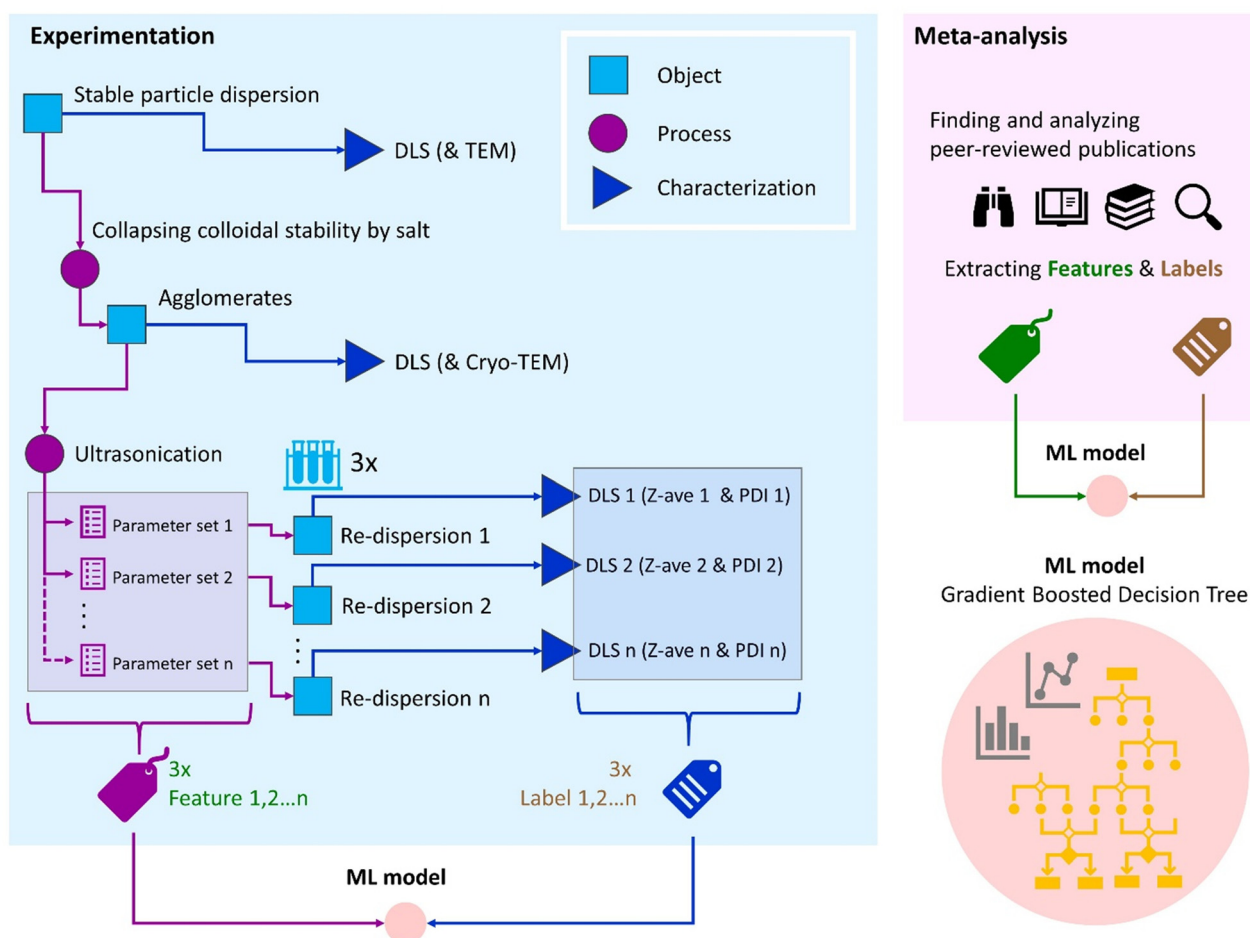 Experimentation
Object
Process
Characterization
Stable particle dispersion
DLS (& TEM)
Collapsing colloidal stability by salt
Agglomerates
DLS (& Cryo-TEM)
Ultrasonication
3x
Parameter set 1
Parameter set 2
Parameter set n
Re-dispersion 1
Re-dispersion 2
Re-dispersion n
DLS 1 (Z-ave 1 & PDI 1)
DLS 2 (Z-ave 2 & PDI 2)
DLS n (Z-ave n & PDI n)
3x
Feature 1,2...n
3x
Label 1,2...n
ML model
Meta-analysis
Finding and analyzing
peer-reviewed publications
Extracting Features & Labels
ML model
ML model
Gradient Boosted Decision Tree